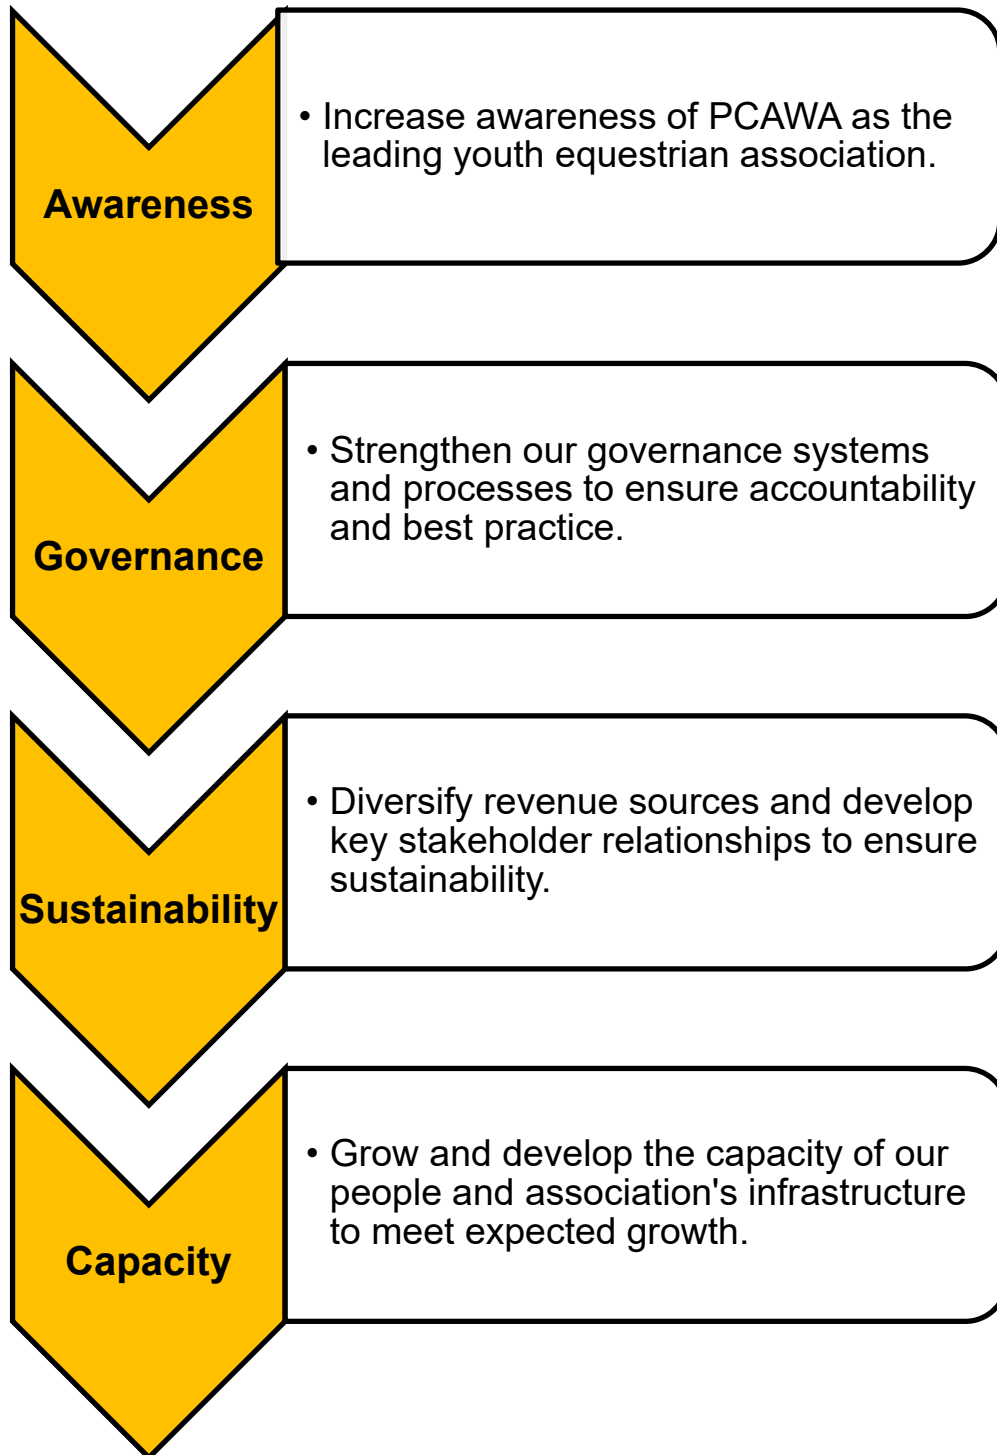 Awareness
• Increase awareness of PCAWA as the
leading youth equestrian association.
Governance
• Strengthen our governance systems
and processes to ensure accountability
and best practice.
Sustainability
• Diversify revenue sources and develop
key stakeholder relationships to ensure
sustainability.
Capacity
• Grow and develop the capacity of our
people and association's infrastructure
to meet expected growth.